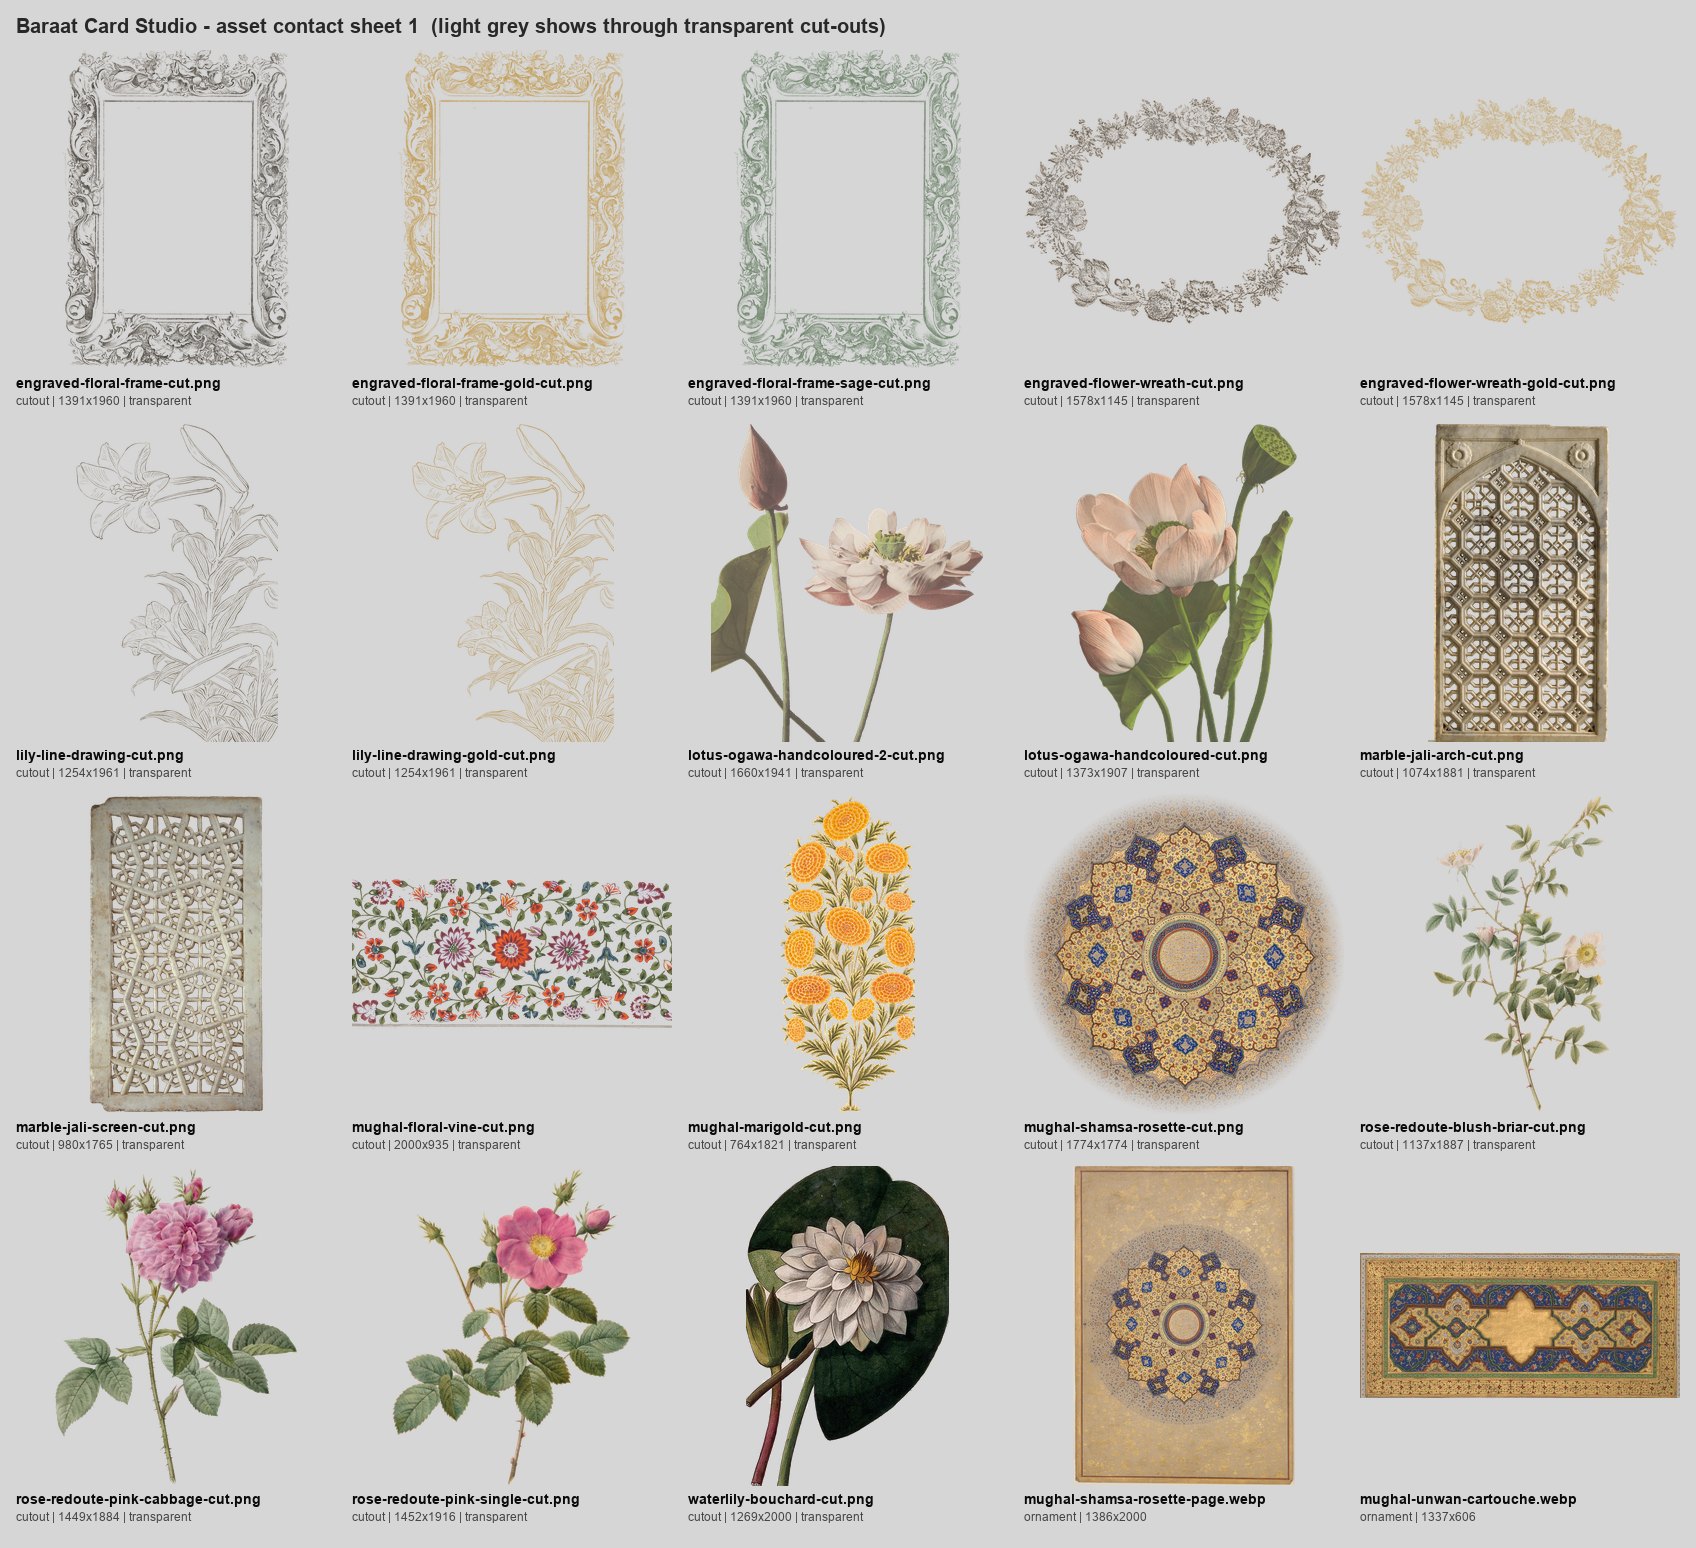 Baraat Card Studio - asset contact sheet 1  (light grey shows through transparent cut-outs)
engraved-floral-frame-cut.png
cutout | 1391x1960 | transparent
engraved-floral-frame-gold-cut.png
cutout | 1391x1960 | transparent
engraved-floral-frame-sage-cut.png
cutout | 1391x1960 | transparent
engraved-flower-wreath-cut.png
cutout | 1578x1145 | transparent
engraved-flower-wreath-gold-cut.png
cutout | 1578x1145 | transparent
lily-line-drawing-cut.png
cutout | 1254x1961 | transparent
lily-line-drawing-gold-cut.png
cutout | 1254x1961 | transparent
lotus-ogawa-handcoloured-2-cut.png
cutout | 1660x1941 | transparent
lotus-ogawa-handcoloured-cut.png
cutout | 1373x1907 | transparent
marble-jali-arch-cut.png
cutout | 1074x1881 | transparent
marble-jali-screen-cut.png
cutout | 980x1765 | transparent
mughal-floral-vine-cut.png
cutout | 2000x935 | transparent
mughal-marigold-cut.png
cutout | 764x1821 | transparent
mughal-shamsa-rosette-cut.png
cutout | 1774x1774 | transparent
rose-redoute-blush-briar-cut.png
cutout | 1137x1887 | transparent
rose-redoute-pink-cabbage-cut.png
cutout | 1449x1884 | transparent
rose-redoute-pink-single-cut.png
cutout | 1452x1916 | transparent
waterlily-bouchard-cut.png
cutout | 1269x2000 | transparent
mughal-shamsa-rosette-page.webp
ornament | 1386x2000
mughal-unwan-cartouche.webp
ornament | 1337x606